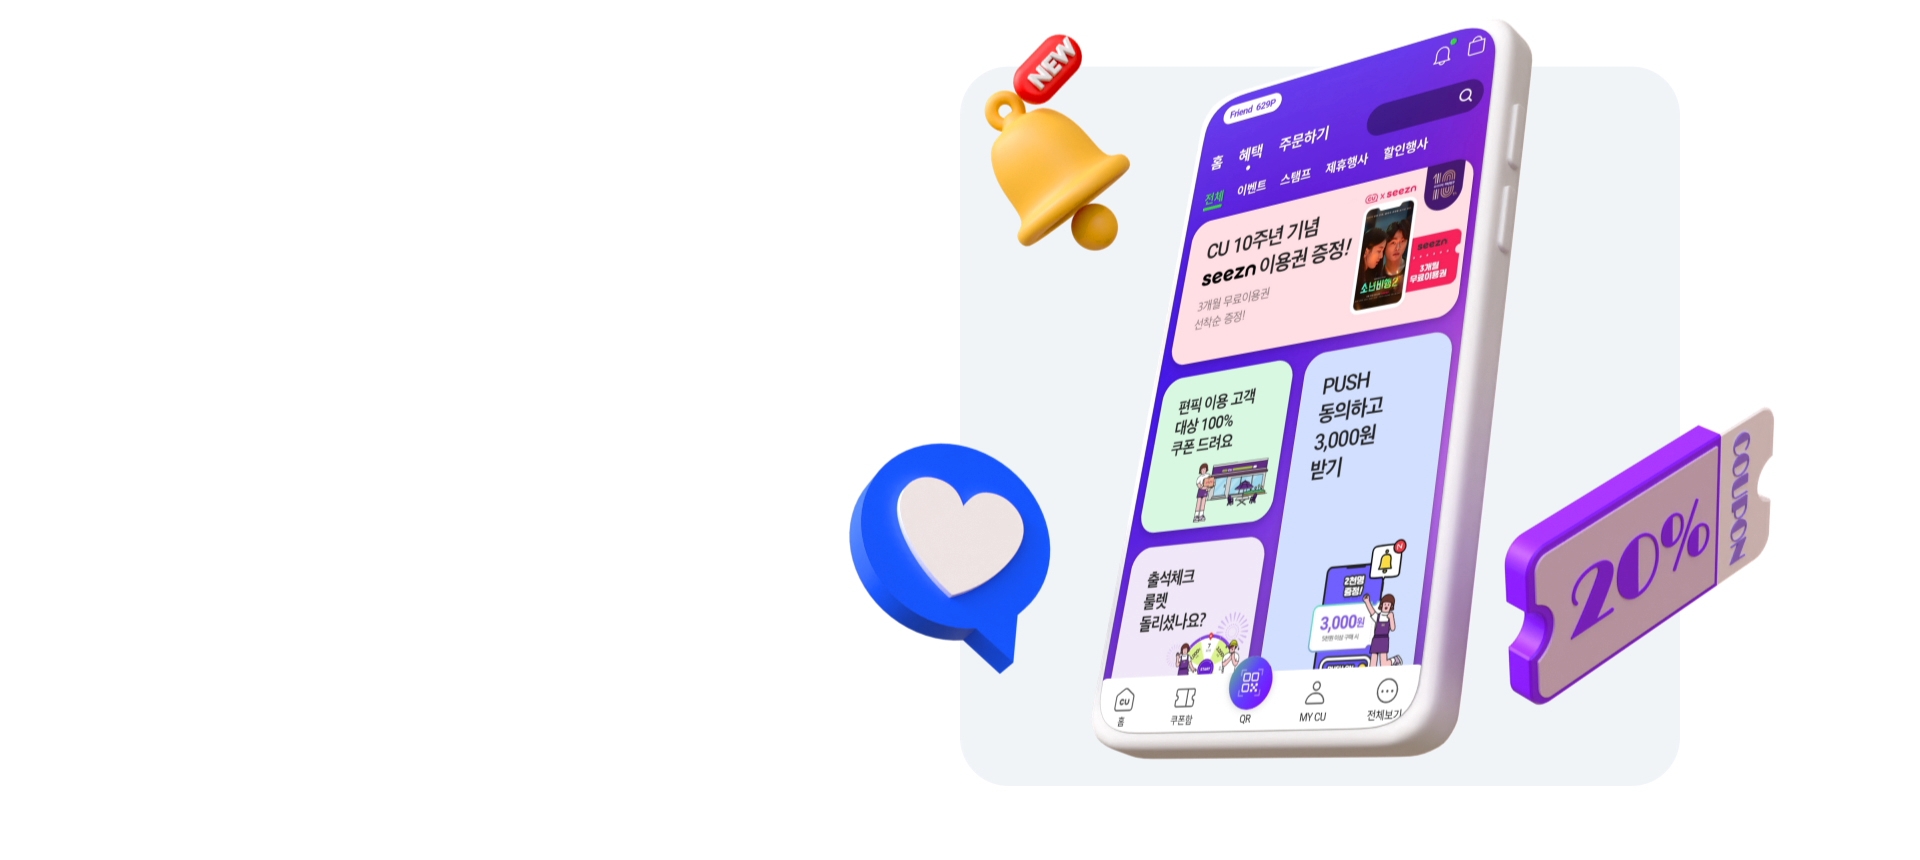 NEW
Friend 629P
홈 혜택 주문하기
전체 이벤트 스탬프 제휴행사 할인행사
CU x seezn
10
CU 10주년 기념
seezn 이용권 증정!
3개월 무료이용권
선착순 증정!
소년비행2
seezn
3개월
무료이용권
편픽 이용 고객
대상 100%
쿠폰 드려요
PUSH
동의하고
3,000원
받기
2천명
증정!
3,000원
출석체크
룰렛
돌리셨나요?
CU
홈 쿠폰함 QR MY CU 전체보기
20%
COUPON